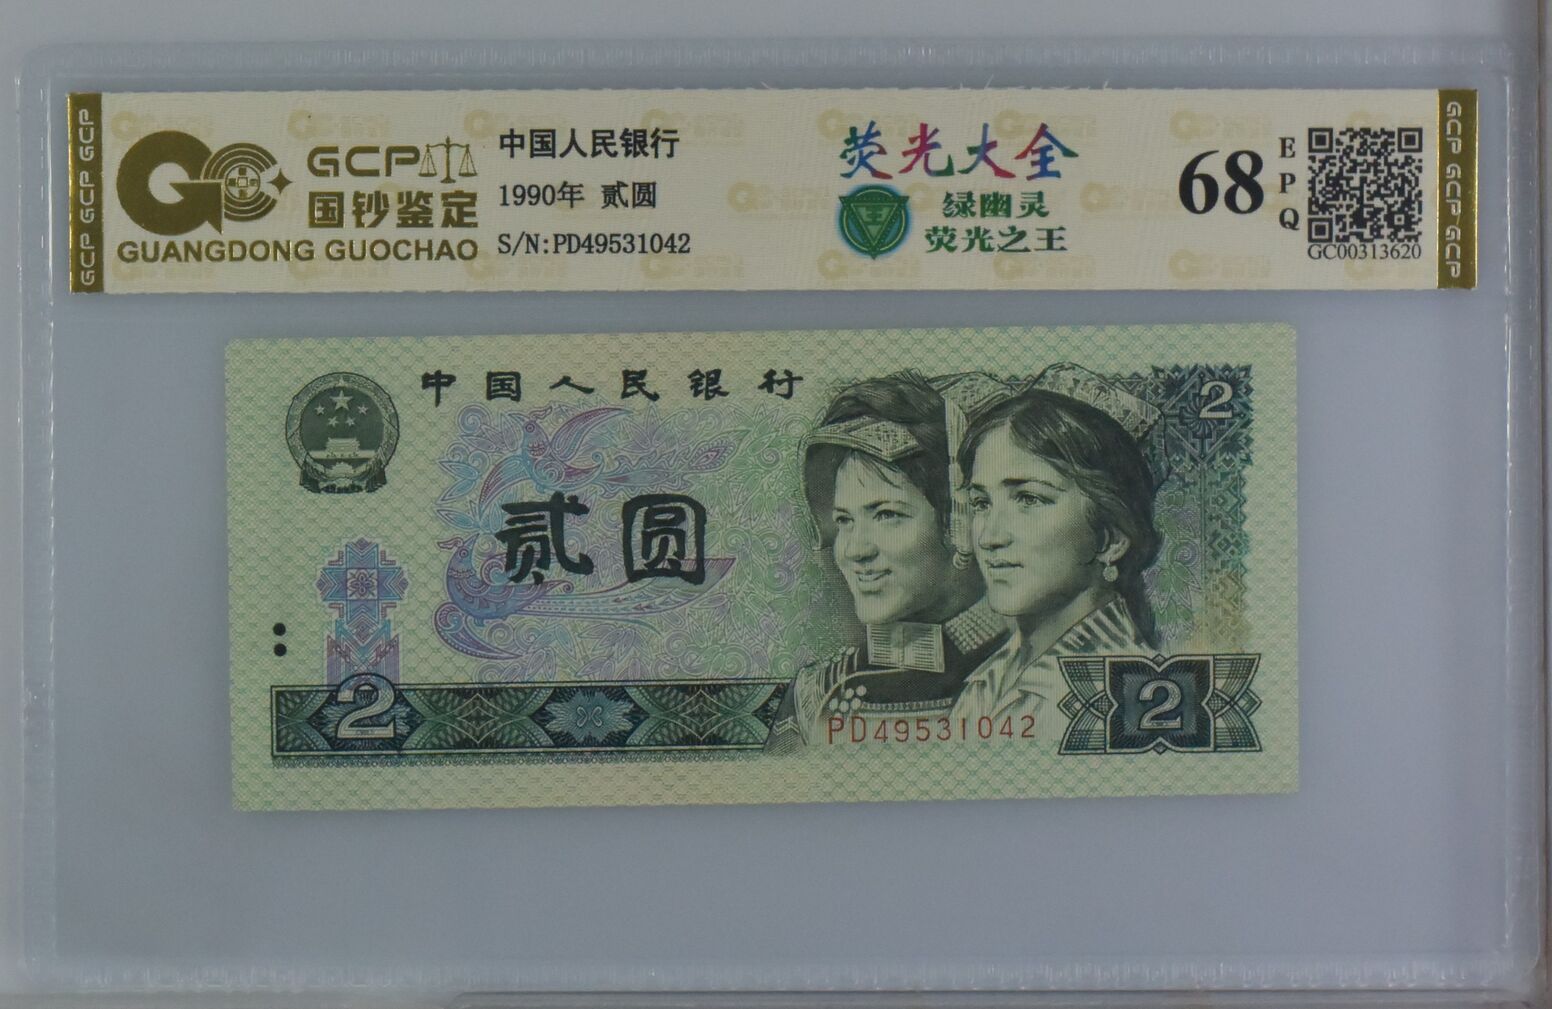 GCP GCP GCP
GCP
国钞鉴定
GUANGDONG GUOCHAO
中国人民银行
1990年 贰圆
S/N:PD49531042
荧光大全
王
绿幽灵
荧光之王
68
EPQ
GC00313620
GCP GCP GCP
中国人民银行
2
贰圆
2
PD49531042
2